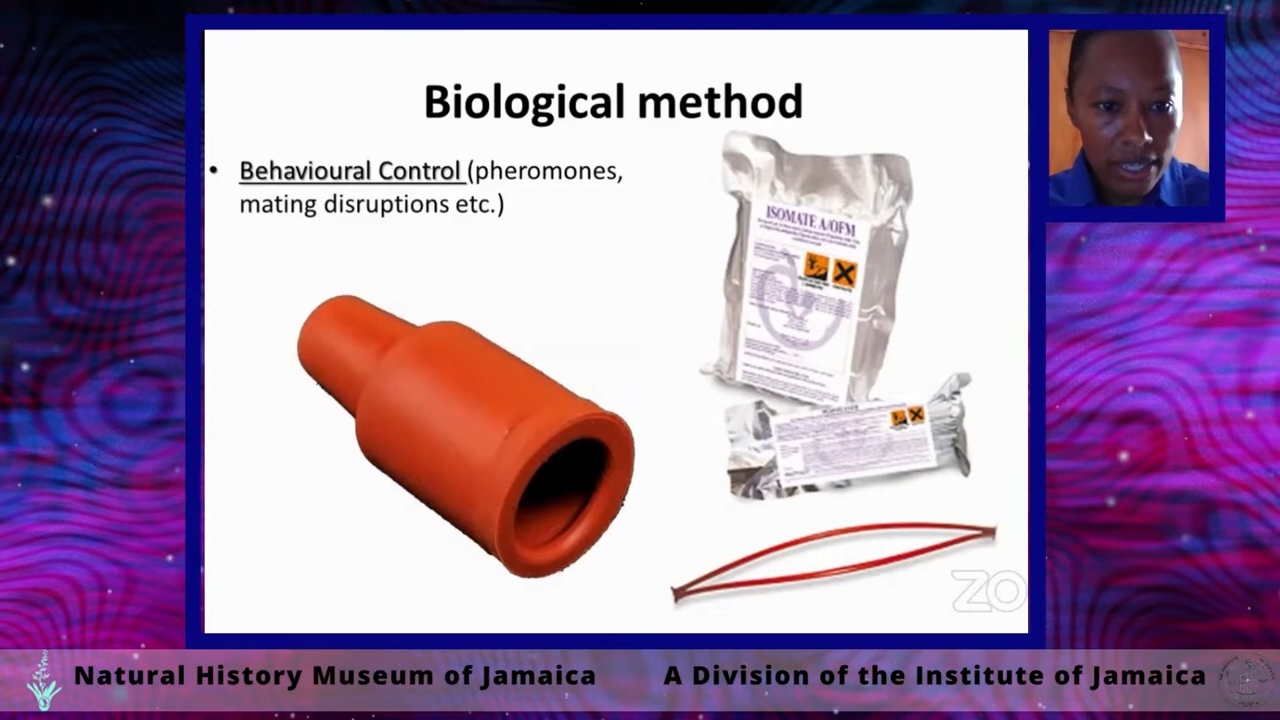 Biological method
• Behavioural Control (pheromones,
mating disruptions etc.)
ISOMATE A/OFM
ZO
Natural History Museum of Jamaica
A Division of the Institute of Jamaica